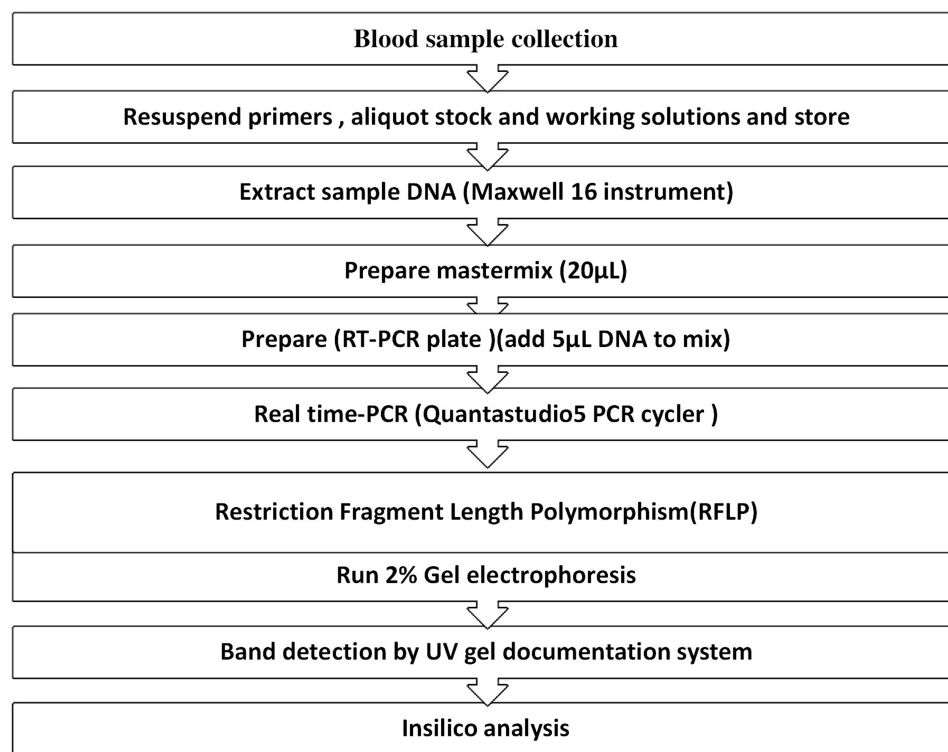 Blood sample collection
Resuspend primers , aliquot stock and working solutions and store
Extract sample DNA (Maxwell 16 instrument)
Prepare mastermix (20µL)
Prepare (RT-PCR plate )(add 5µL DNA to mix)
Real time-PCR (Quantastudio5 PCR cycler )
Restriction Fragment Length Polymorphism(RFLP)
Run 2% Gel electrophoresis
Band detection by UV gel documentation system
Insilico analysis